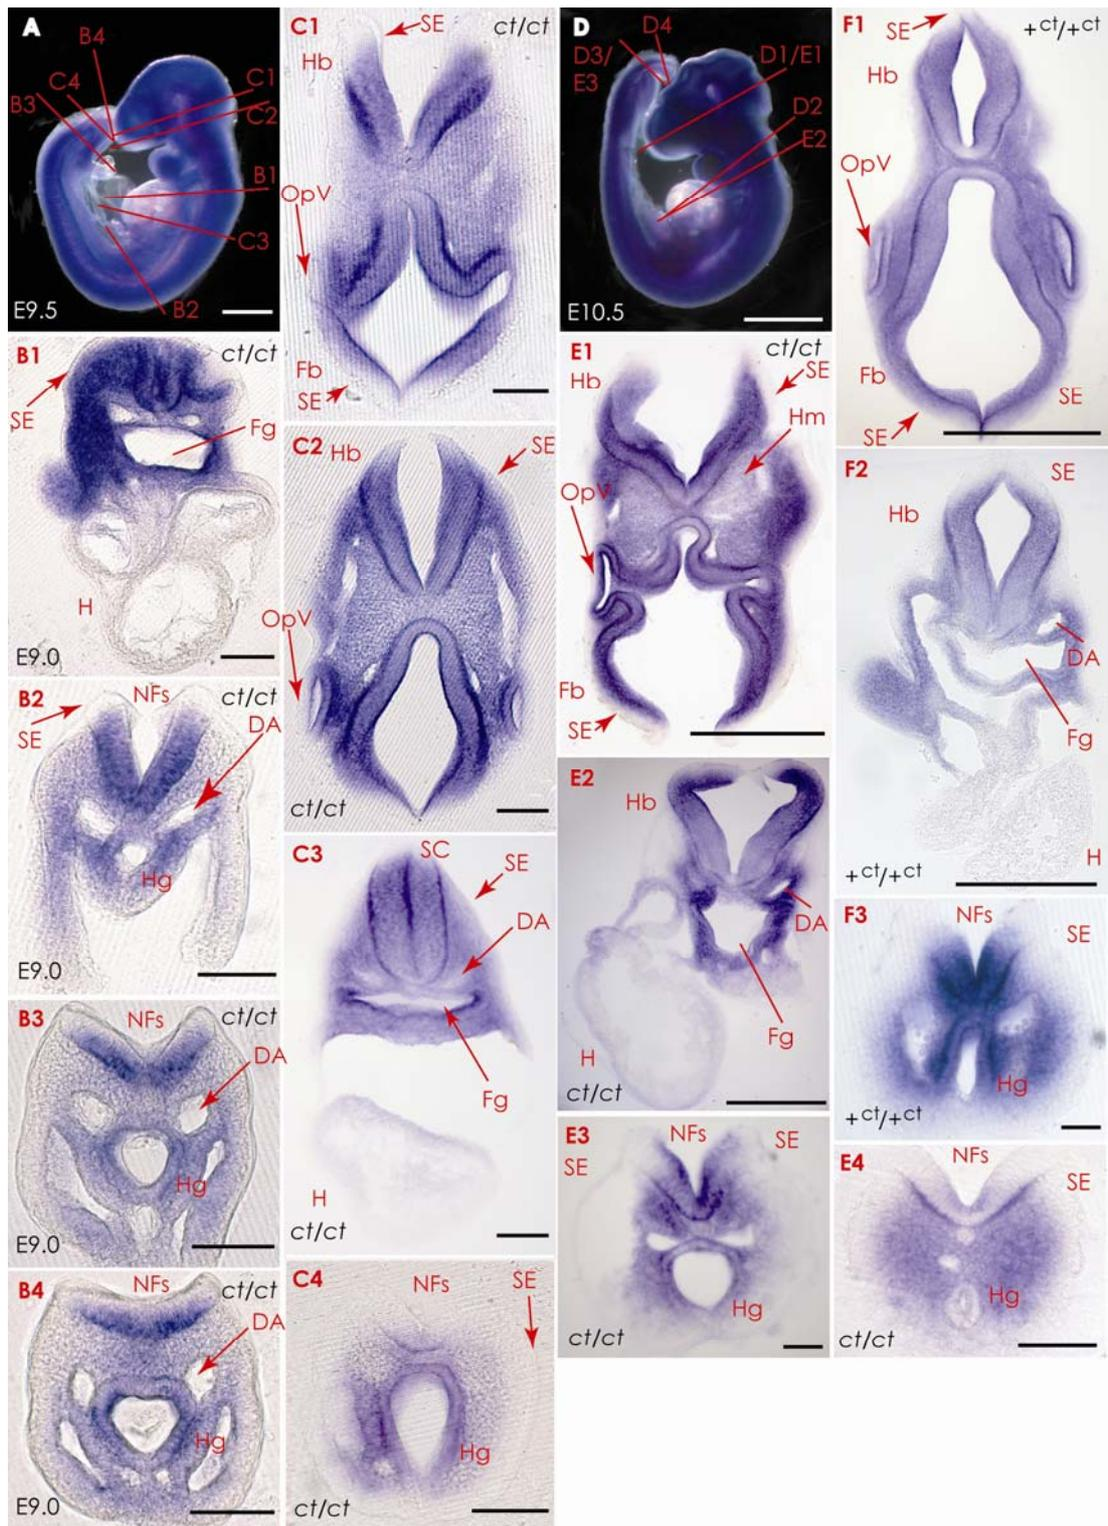 A
B4
C4
B3
C1
C2
B1
C3
B2
E9.5
B1
ct/ct
SE
Fg
H
E9.0
B2
NFs
ct/ct
SE
DA
Hg
E9.0
B3
NFs
ct/ct
DA
Hg
E9.0
B4
NFs
ct/ct
DA
Hg
E9.0
C1
SE
ct/ct
Hb
OpV
Fb
SE
C2
Hb
SE
OpV
ct/ct
C3
SC
SE
DA
Fg
H
ct/ct
C4
NFs
SE
Hg
ct/ct
D
D4
D3/
E3
D1/E1
D2
E2
E10.5
E1
ct/ct
Hb
SE
Hm
OpV
Fb
SE
E2
Hb
DA
Fg
H
ct/ct
E3
NFs
SE
SE
Hg
ct/ct
F1
SE
+ct/+ct
Hb
OpV
Fb
SE
SE
F2
SE
Hb
DA
Fg
H
+ct/+ct
F3
NFs
SE
Hg
+ct/+ct
E4
NFs
SE
Hg
ct/ct